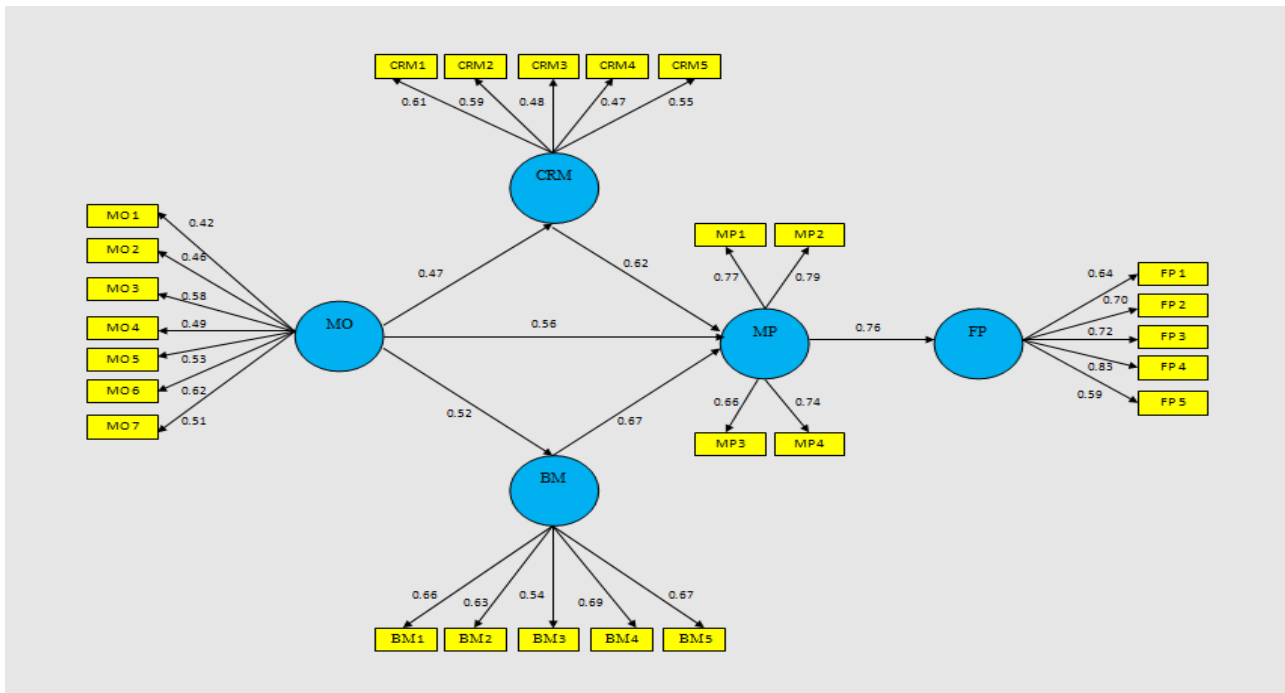 CRM1 CRM2 CRM3 CRM4 CRM5
0.61 0.59 0.48 0.47 0.55
CRM
MO1
MO2
MO3
MO4
MO5
MO6
MO7
0.42
0.46
0.58
0.49
0.53
0.62
0.51
MO
0.47
0.56
0.52
0.62
0.67
MP1 MP2
0.77 0.79
MP
0.66 0.74
MP3 MP4
0.76
FP
0.64
0.70
0.72
0.83
0.59
FP1
FP2
FP3
FP4
FP5
BM
0.66 0.63 0.54 0.69 0.67
BM1 BM2 BM3 BM4 BM5